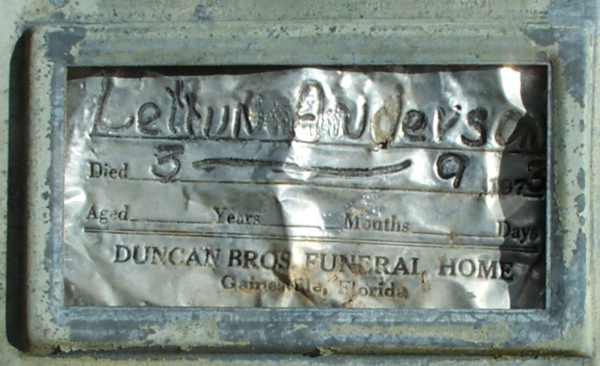 Anderson
Died 3 — 9 1973
Aged Years Months Days
DUNCAN BROS. FUNERAL HOME
Gainesville, Florida